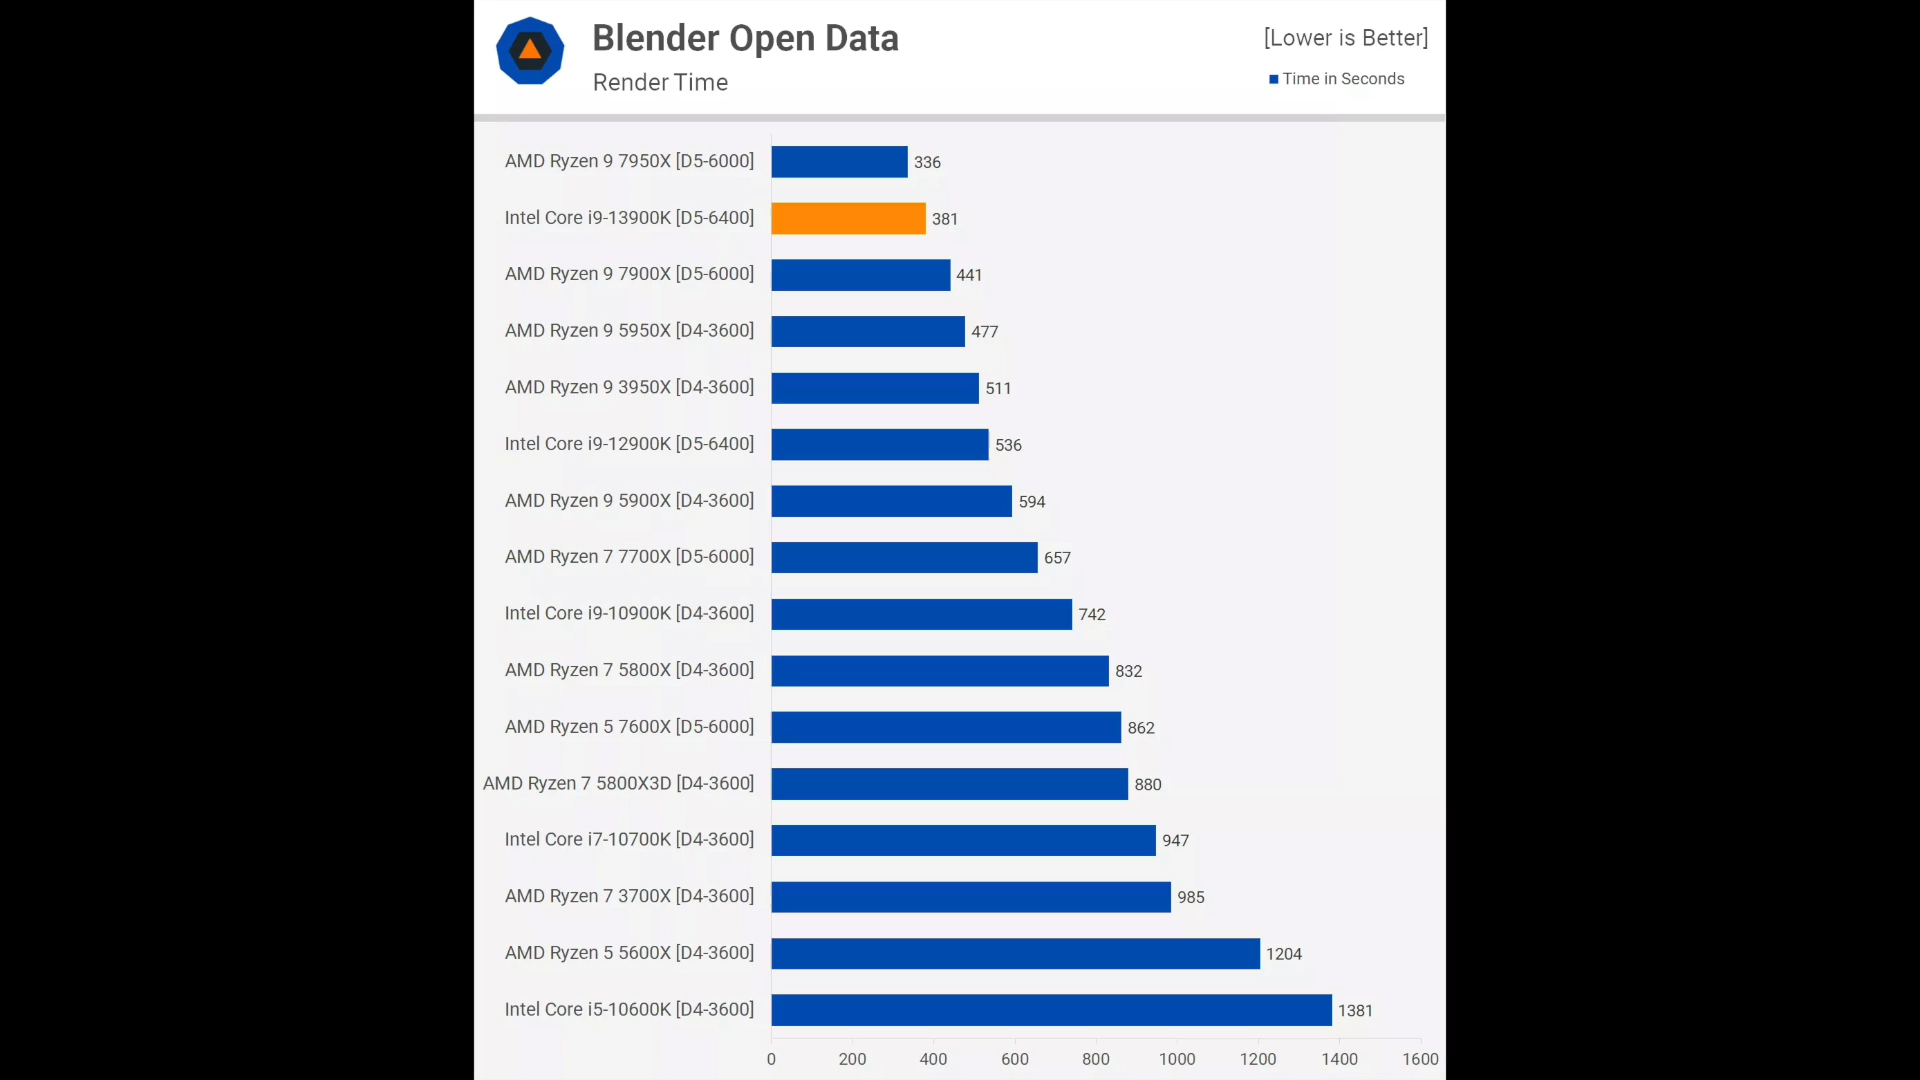 Blender Open Data
[Lower is Better]
Render Time
Time in Seconds
AMD Ryzen 9 7950X [D5-6000] 336
Intel Core i9-13900K [D5-6400] 381
AMD Ryzen 9 7900X [D5-6000] 441
AMD Ryzen 9 5950X [D4-3600] 477
AMD Ryzen 9 3950X [D4-3600] 511
Intel Core i9-12900K [D5-6400] 536
AMD Ryzen 9 5900X [D4-3600] 594
AMD Ryzen 7 7700X [D5-6000] 657
Intel Core i9-10900K [D4-3600] 742
AMD Ryzen 7 5800X [D4-3600] 832
AMD Ryzen 5 7600X [D5-6000] 862
AMD Ryzen 7 5800X3D [D4-3600] 880
Intel Core i7-10700K [D4-3600] 947
AMD Ryzen 7 3700X [D4-3600] 985
AMD Ryzen 5 5600X [D4-3600] 1204
Intel Core i5-10600K [D4-3600] 1381
0 200 400 600 800 1000 1200 1400 1600